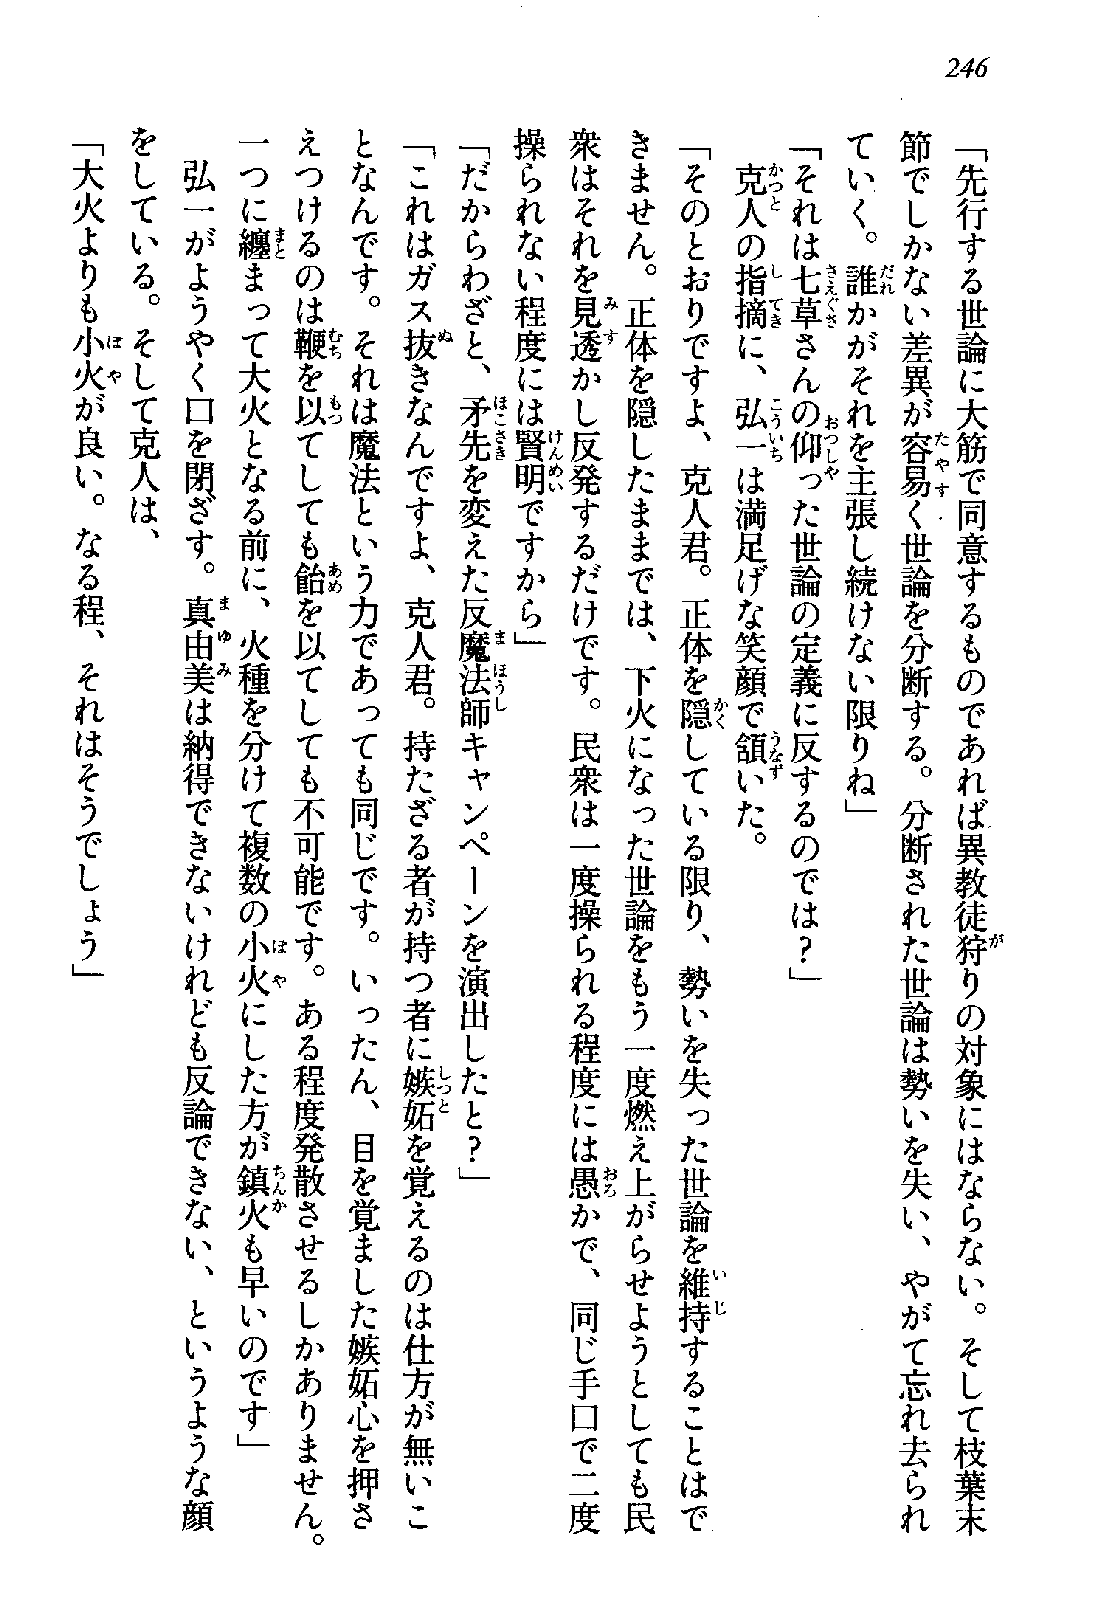 246
「先行する世論に大筋で同意するものであれば異教徒狩りの対象にはならない。そして枝葉末
節でしかない差異が容易く世論を分断する。分断された世論は勢いを失い、やがて忘れ去られ
ていく。誰かがそれを主張し続けない限りね」
「それは七草さんの仰った世論の定義に反するのでは？」
克人の指摘に、弘一は満足げな笑顔で頷いた。
「そのとおりですよ、克人君。正体を隠している限り、勢いを失った世論を維持することはで
きません。正体を隠したままでは、下火になった世論をもう一度燃え上がらせようとしても民
衆はそれを見透かし反発するだけです。民衆は一度操られる程度には愚かで、同じ手口で二度
操られない程度には賢明ですから」
「だからわざと、矛先を変えた反魔法師キャンペーンを演出したと？」
「これはガス抜きなんですよ、克人君。持たざる者が持つ者に嫉妬を覚えるのは仕方が無いこ
となんです。それは魔法という力であっても同じです。いったん、目を覚ました嫉妬心を押さ
えつけるのは鞭を以てしても飴を以てしても不可能です。ある程度発散させるしかありません。
一つに纏まって大火となる前に、火種を分けて複数の小火にした方が鎮火も早いのです」
弘一がようやく口を閉ざす。真由美は納得できないけれども反論できない、というような顔
をしている。そして克人は、
「大火よりも小火が良い。なる程、それはそうでしょう」